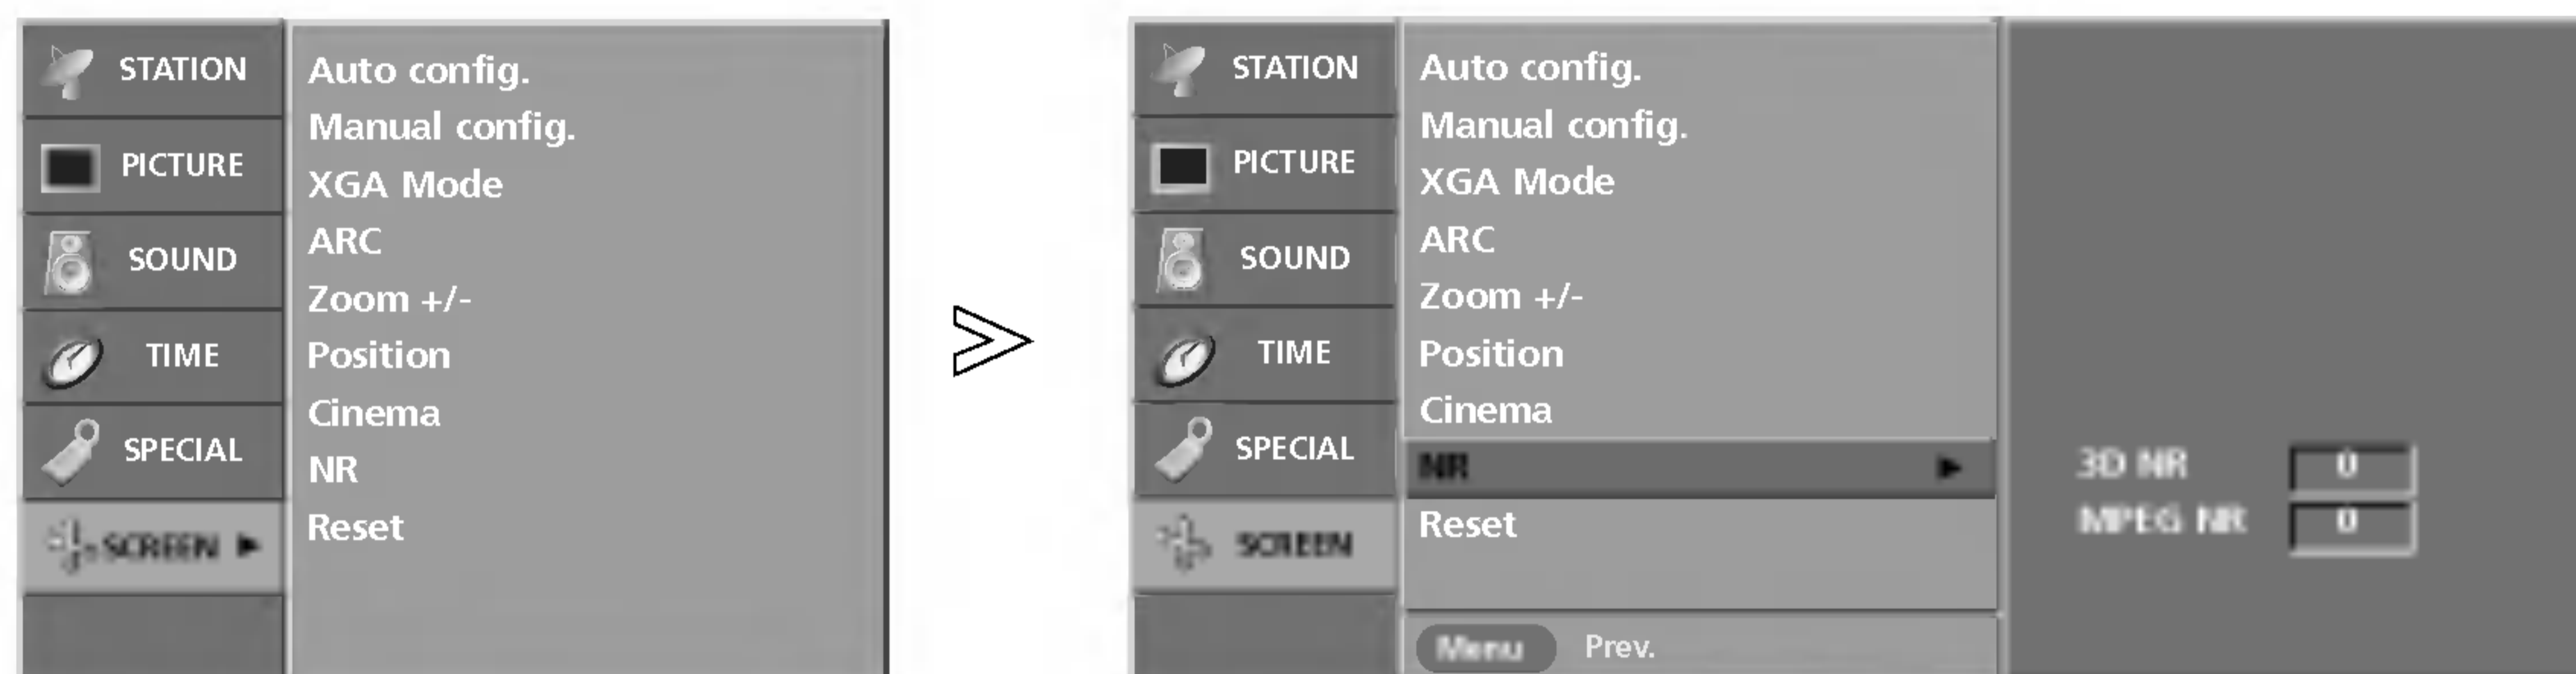 STATION
PICTURE
SOUND
TIME
SPECIAL
SCREEN
Auto config.
Manual config.
XGA Mode
ARC
Zoom +/-
Position
Cinema
NR
Reset
STATION
PICTURE
SOUND
TIME
SPECIAL
SCREEN
Auto config.
Manual config.
XGA Mode
ARC
Zoom +/-
Position
Cinema
NR
Reset
Menu Prev.
3D NR 0
MPEG NR 0